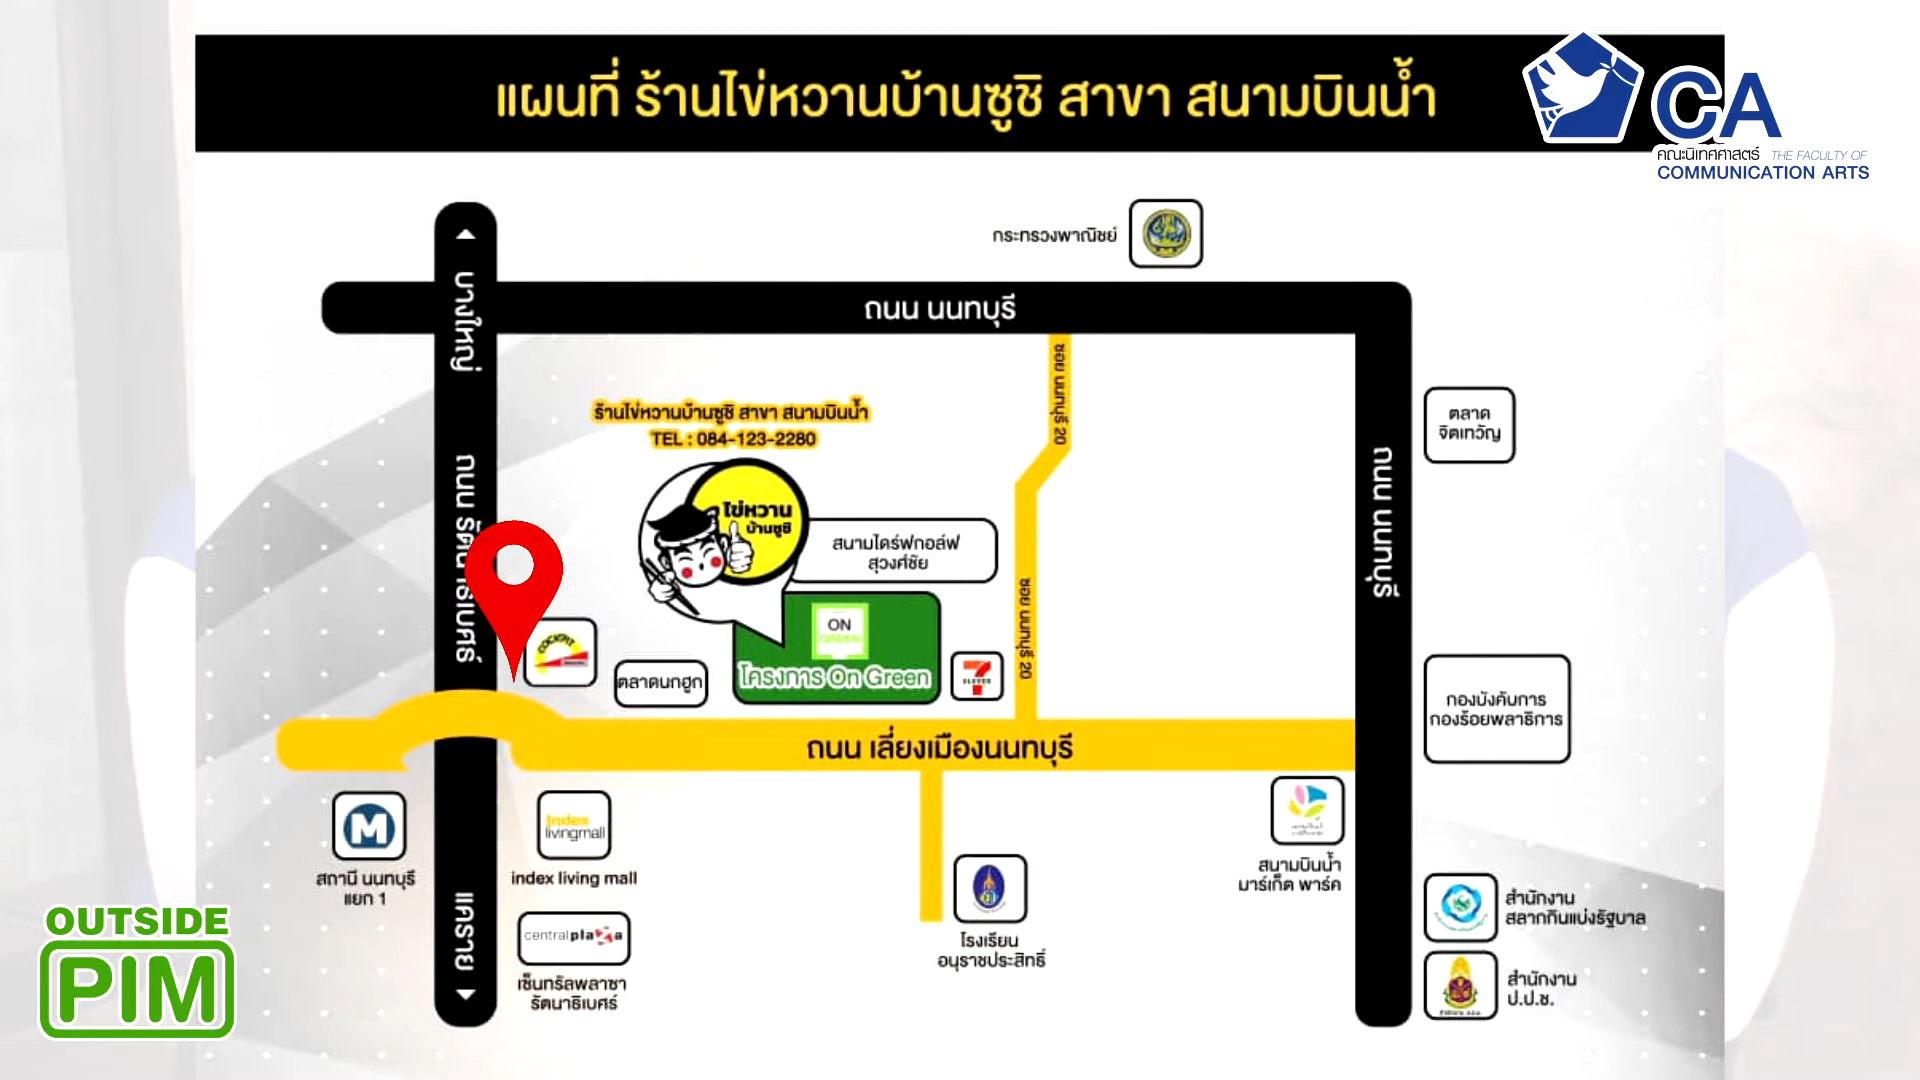 แผนที่ ร้านไข่หวานบ้านซูชิ สาขา สนามบินน้ำ
CA
คณะนิเทศศาสตร์ THE FACULTY OF
COMMUNICATION ARTS
กระทรวงพาณิชย์
บางใหญ่
ถนน นนทบุรี
ซอย นนทบุรี 20
ร้านไข่หวานบ้านซูชิ สาขา สนามบินน้ำ
TEL : 084-123-2280
ตลาด
จิตเทวัญ
ถนน รัตนาธิเบศร์
ถนน นนทบุรี
ไข่หวาน
บ้านซูชิ
สนามไดร์ฟกอล์ฟ
สุวงศ์ชัย
ซอย นนทบุรี 20
ON
GREEN
COCKPIT
ตลาดนกฮูก
โครงการ On Green
7
ELEVEN
กองบังคับการ
กองร้อยพลาธิการ
ถนน เลี่ยงเมืองนนทบุรี
M
สถานี นนทบุรี
แยก 1
index
livingmall
index living mall
สนามบินน้ำ
มาร์เก็ต พาร์ค
แคราย
centralplaza
เซ็นทรัลพลาซา
รัตนาธิเบศร์
โรงเรียน
อนุราชประสิทธิ์
สำนักงาน
สลากกินแบ่งรัฐบาล
สำนักงาน
ป.ป.ช.
OUTSIDE
PIM